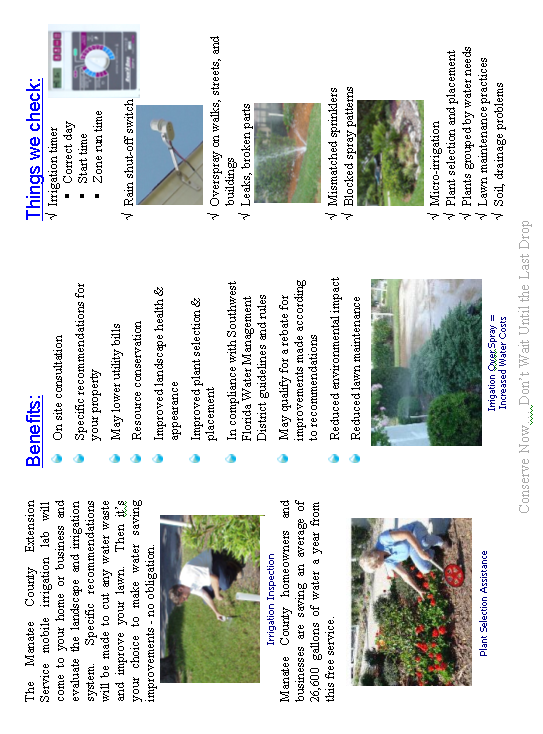 The Manatee County Extension
Service mobile irrigation lab will
come to your home or business and
evaluate the landscape and irrigation
system. Specific recommendations
will be made to cut any water waste
and improve your lawn. Then it's
your choice to make water saving
improvements - no obligation.
Irrigation Inspection
Manatee County homeowners and
businesses are saving an average of
26,600 gallons of water a year from
this free service.
Plant Selection Assistance
Benefits:
On site consultation
Specific recommendations for
your property
May lower utility bills
Resource conservation
Improved landscape health &
appearance
Improved plant selection &
placement
In compliance with Southwest
Florida Water Management
District guidelines and rules
May qualify for a rebate for
improvements made according
to recommendations
Reduced environmental impact
Reduced lawn maintenance
Irrigation Over Spray =
Increased Water Costs
Things we check:
√ Irrigation timer
▪ Correct day
▪ Start time
▪ Zone run time
√ Rain shut-off switch
√ Overspray on walks, streets, and
buildings
√ Leaks, broken parts
√ Mismatched sprinklers
√ Blocked spray patterns
√ Micro-irrigation
√ Plant selection and placement
√ Plants grouped by water needs
√ Lawn maintenance practices
√ Soil, drainage problems
Conserve Now Don't Wait Until the Last Drop